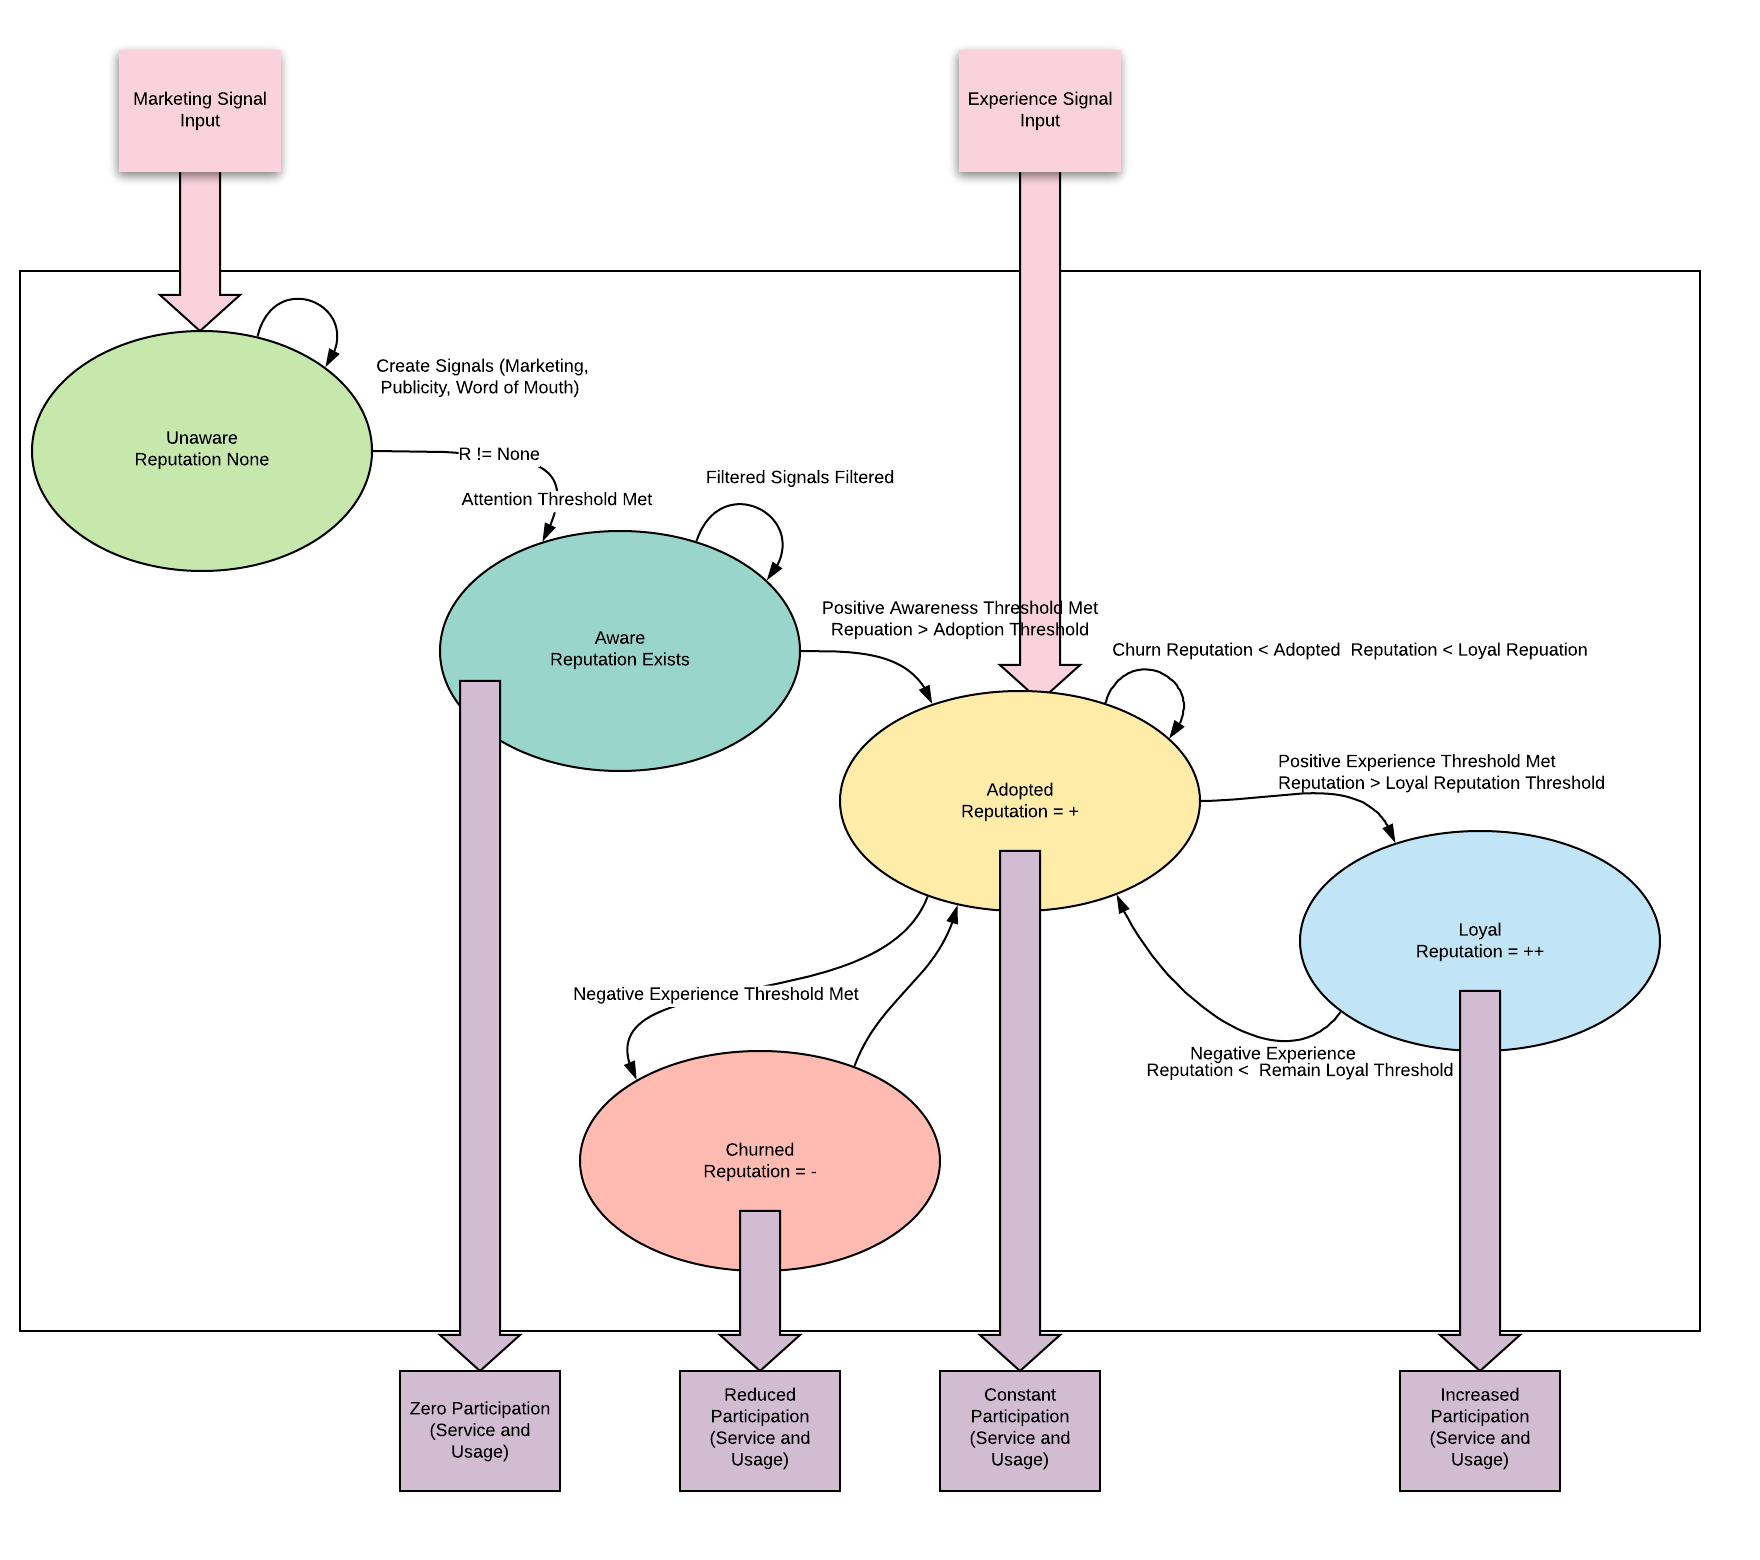 Marketing Signal
Input
Experience Signal
Input
Create Signals (Marketing,
Publicity, Word of Mouth)
Unaware
Reputation None
R != None
Attention Threshold Met
Filtered Signals Filtered
Aware
Reputation Exists
Positive Awareness Threshold Met
Repuation > Adoption Threshold
Churn Reputation < Adopted  Reputation < Loyal Repuation
Adopted
Reputation = +
Positive Experience Threshold Met
Reputation > Loyal Reputation Threshold
Loyal
Reputation = ++
Negative Experience Threshold Met
Negative Experience
Reputation <  Remain Loyal Threshold
Churned
Reputation = -
Zero Participation
(Service and
Usage)
Reduced
Participation
(Service and
Usage)
Constant
Participation
(Service and
Usage)
Increased
Participation
(Service and
Usage)